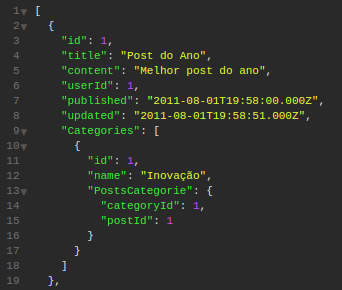 1 [
2 {
3 "id": 1,
4 "title": "Post do Ano",
5 "content": "Melhor post do ano",
6 "userId": 1,
7 "published": "2011-08-01T19:58:00.000Z",
8 "updated": "2011-08-01T19:58:51.000Z",
9 "Categories": [
10 {
11 "id": 1,
12 "name": "Inovação",
13 "PostsCategorie": {
14 "categoryId": 1,
15 "postId": 1
16 }
17 }
18 ]
19 },